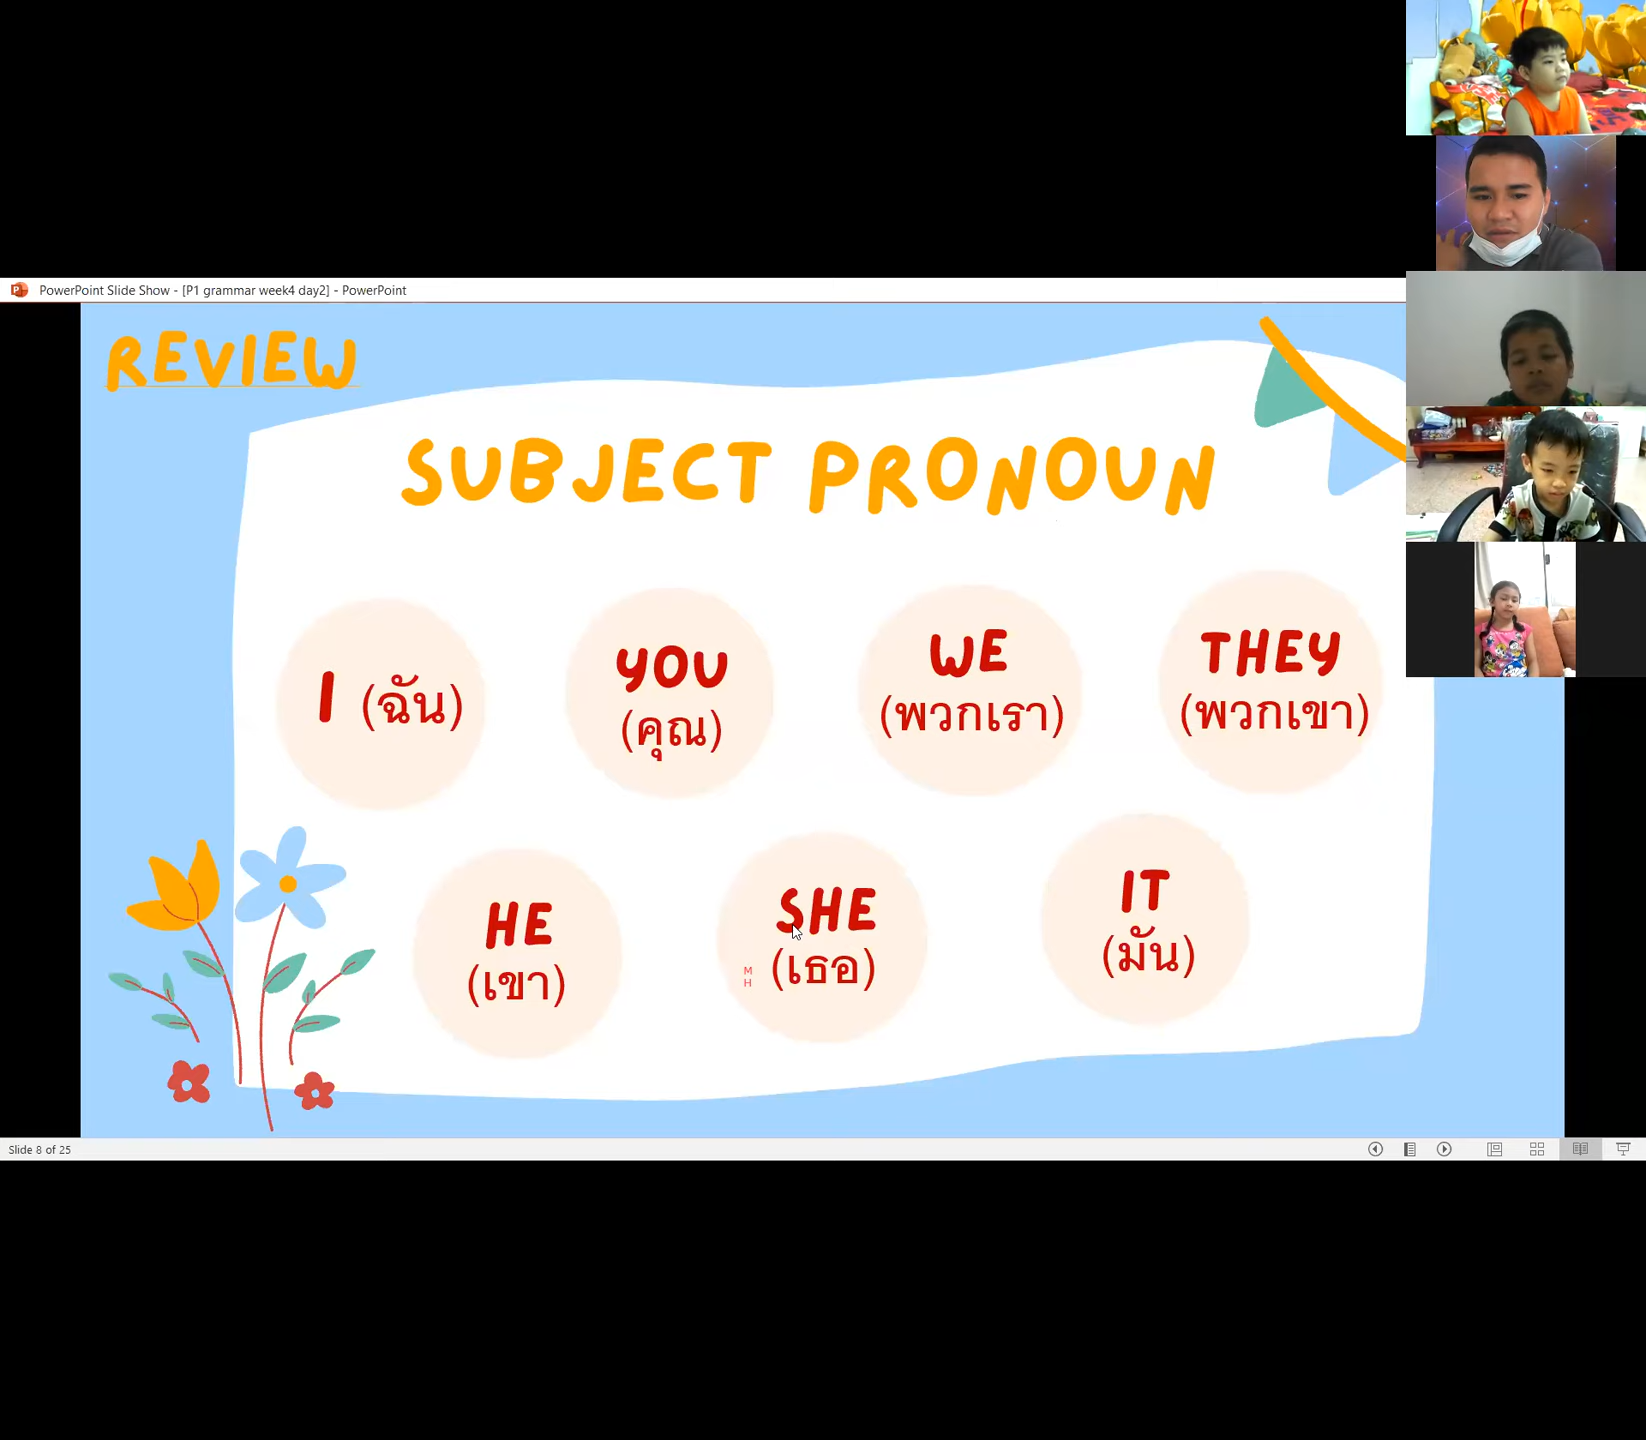 PowerPoint Slide Show - [P1 grammar week4 day2] - PowerPoint
REVIEW
SUBJECT PRONOUN
I (ฉัน)
YOU
(คุณ)
WE
(พวกเรา)
THEY
(พวกเขา)
HE
(เขา)
SHE
(เธอ)
M
H
IT
(มัน)
Slide 8 of 25